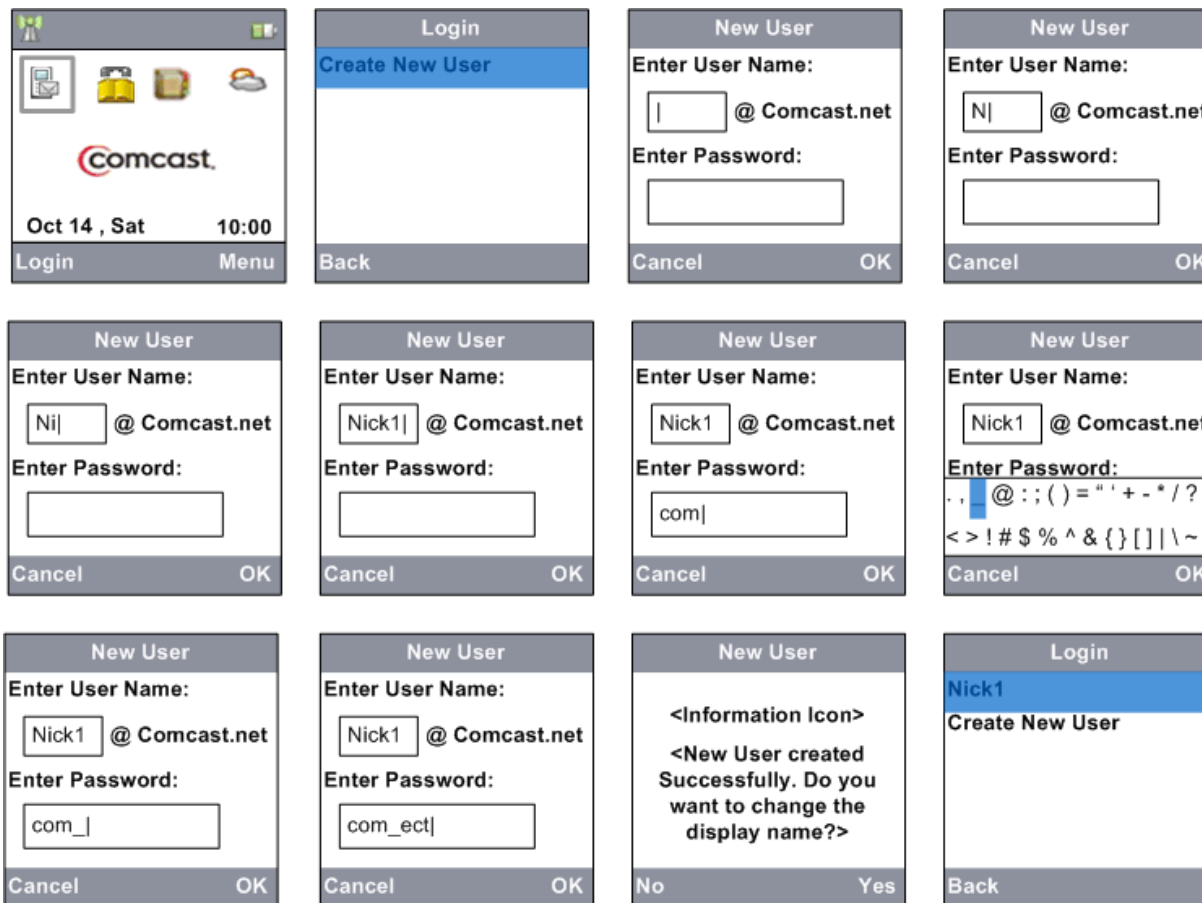 comcast.
Oct 14 , Sat 10:00
Login Menu
Login
Create New User
Back
New User
Enter User Name:
| @ Comcast.net
Enter Password:
Cancel OK
New User
Enter User Name:
N| @ Comcast.net
Enter Password:
Cancel OK
New User
Enter User Name:
Ni| @ Comcast.net
Enter Password:
Cancel OK
New User
Enter User Name:
Nick1| @ Comcast.net
Enter Password:
Cancel OK
New User
Enter User Name:
Nick1 @ Comcast.net
Enter Password:
com|
Cancel OK
New User
Enter User Name:
Nick1 @ Comcast.net
Enter Password:
. , _ @ : ; ( ) = “ ‘ + - * / ?
< > ! # $ % ^ & { } [ ] | \ ~
Cancel OK
New User
Enter User Name:
Nick1 @ Comcast.net
Enter Password:
com_|
Cancel OK
New User
Enter User Name:
Nick1 @ Comcast.net
Enter Password:
com_ect|
Cancel OK
New User
<Information Icon>
<New User created
Successfully. Do you
want to change the
display name?>
No Yes
Login
Nick1
Create New User
Back